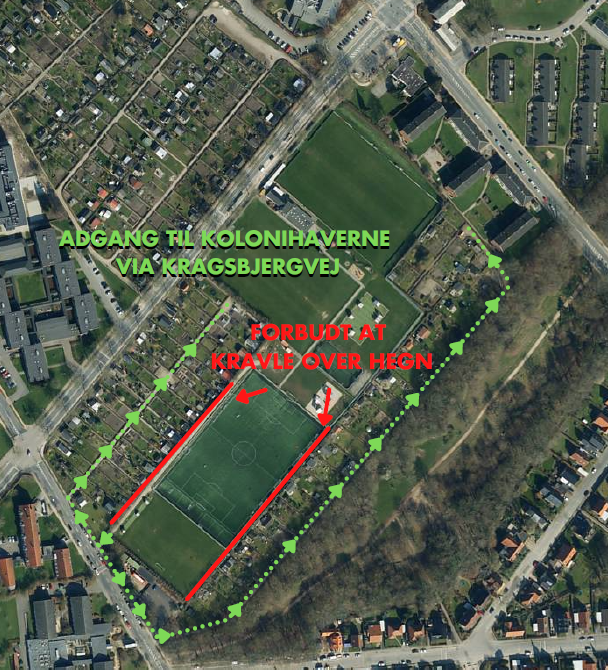 ADGANG TIL KOLONIHAVERNE
VIA KRAGSBJERGVEJ
FORBUDT AT
KRAVLE OVER HEGN